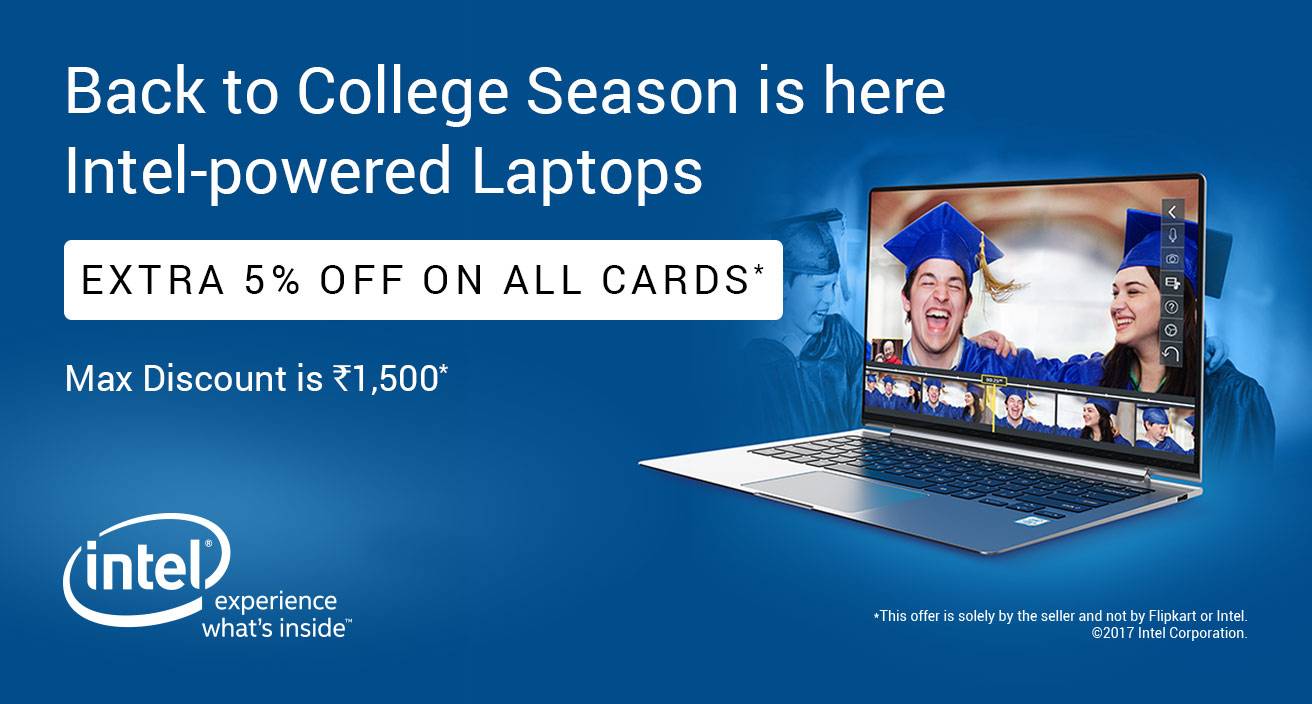 Back to College Season is here
Intel-powered Laptops
EXTRA 5% OFF ON ALL CARDS*
Max Discount is ₹1,500*
intel®
experience
what's inside™
*This offer is solely by the seller and not by Flipkart or Intel.
©2017 Intel Corporation.